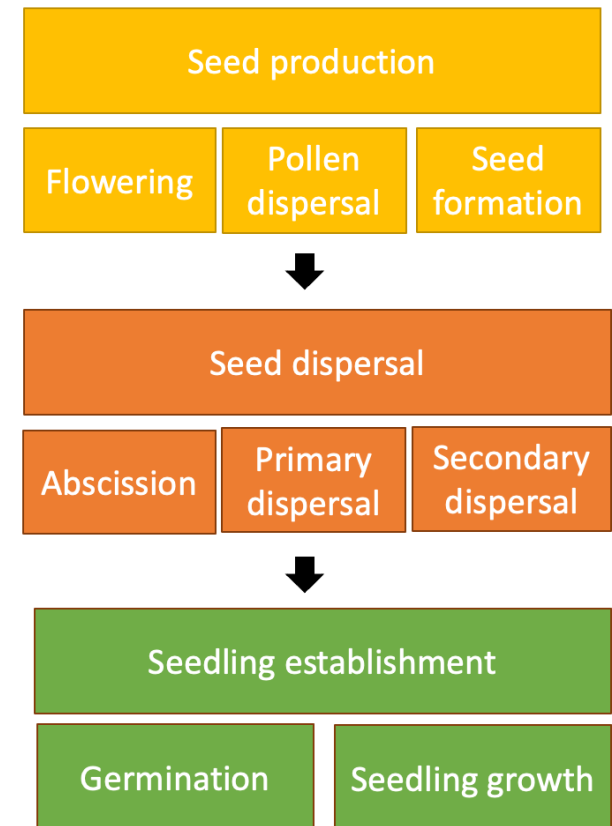 Seed production
Flowering
Pollen
dispersal
Seed
formation
Seed dispersal
Abscission
Primary
dispersal
Secondary
dispersal
Seedling establishment
Germination
Seedling growth